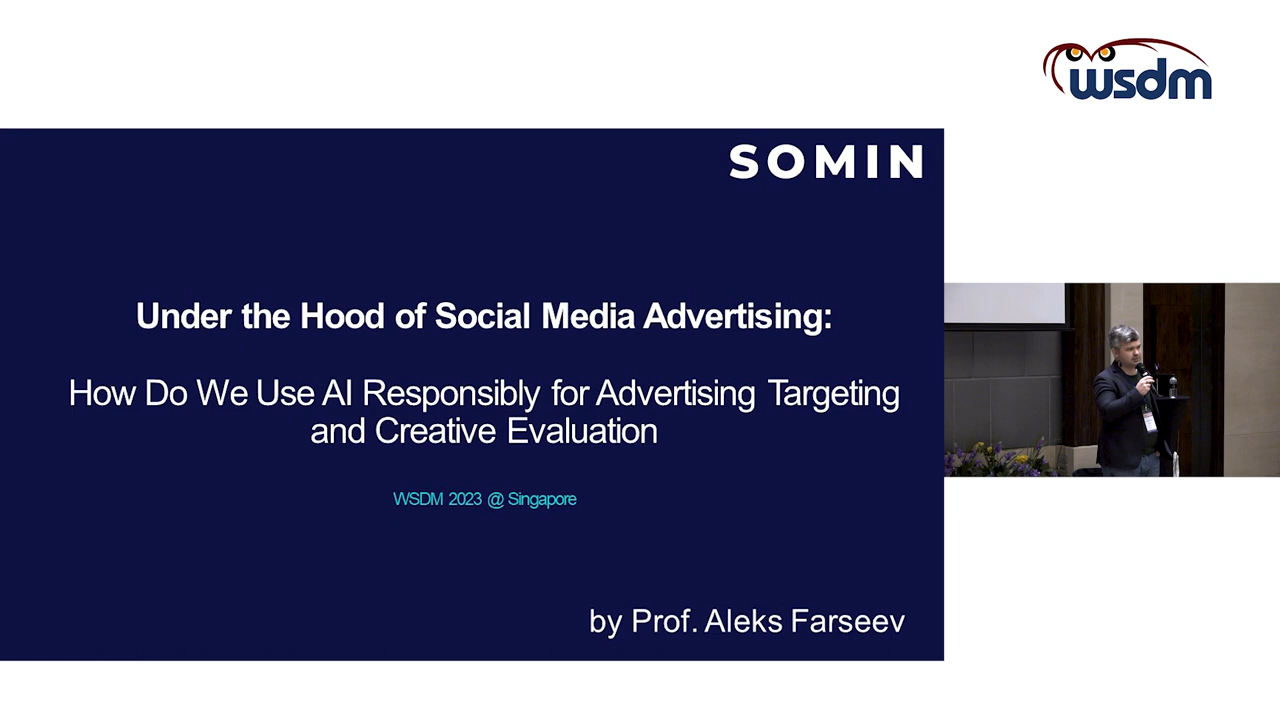 wsdm
SOMIN
Under the Hood of Social Media Advertising:
How Do We Use AI Responsibly for Advertising Targeting
and Creative Evaluation
WSDM 2023 @ Singapore
by Prof. Aleks Farseev